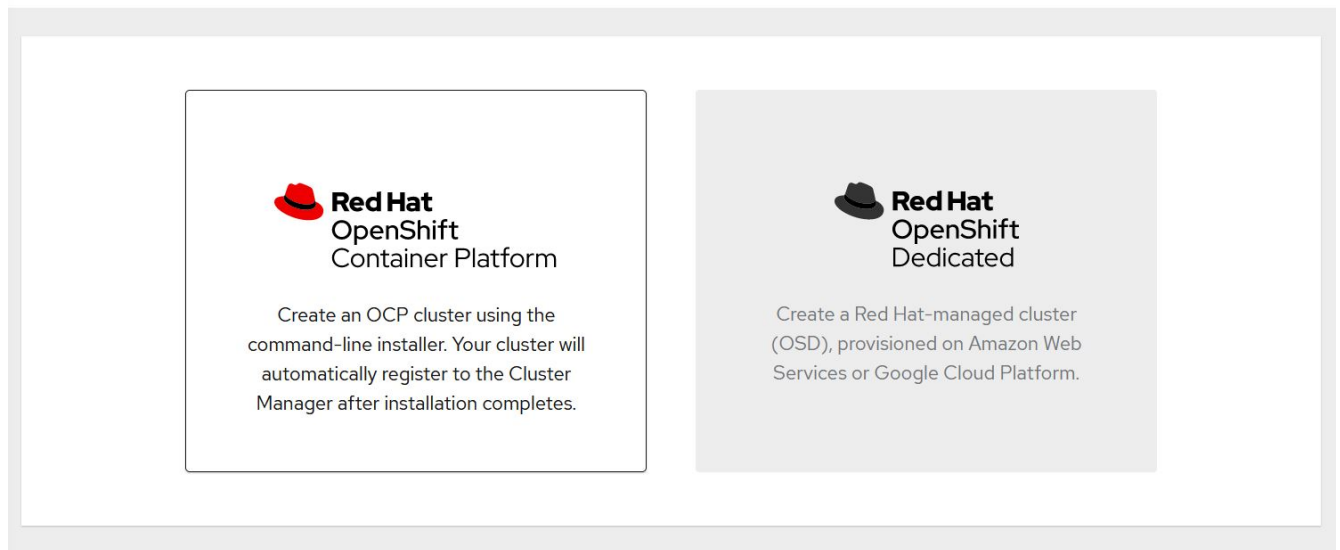 Red Hat
OpenShift
Container Platform
Create an OCP cluster using the
command-line installer. Your cluster will
automatically register to the Cluster
Manager after installation completes.
Red Hat
OpenShift
Dedicated
Create a Red Hat-managed cluster
(OSD), provisioned on Amazon Web
Services or Google Cloud Platform.